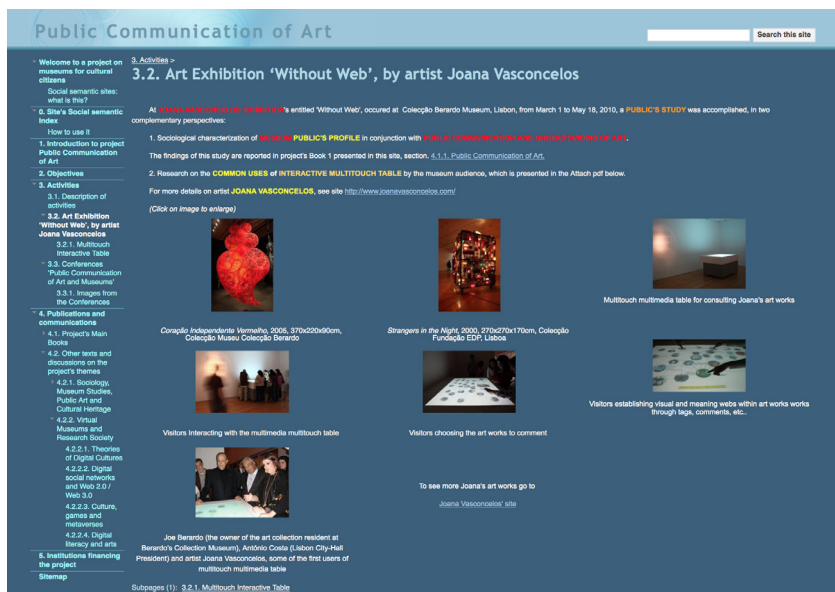 Public Communication of Art
Search this site
Welcome to a project on
museums for cultural
citizens
Social semantic sites:
what is this?
0. Site's Social semantic
Index
How to use it
1. Introduction to project
Public Communication
of Art
2. Objectives
3. Activities
3.1. Description of
activities
3.2. Art Exhibition
'Without Web', by artist
Joana Vasconcelos
3.2.1. Multitouch
Interactive Table
3.3. Conferences
'Public Communication
of Art and Museums'
3.3.1. Images from
the Conferences
4. Publications and
communications
4.1. Project's Main
Books
4.2. Other texts and
discussions on the
project's themes
4.2.1. Sociology,
Museum Studies,
Public Art and
Cultural Heritage
4.2.2. Virtual
Museums and
Research Society
4.2.2.1. Theories
of Digital Cultures
4.2.2.2. Digital
social networks
and Web 2.0 /
Web 3.0
4.2.2.3. Culture,
games and
metaverses
4.2.2.4. Digital
literacy and arts
5. Institutions financing
the project
Sitemap
3. Activities >
3.2. Art Exhibition 'Without Web', by artist Joana Vasconcelos
At JOANA VASCONCELOS EXHIBITION's entitled 'Without Web', occured at Colecção Berardo Museum, Lisbon, from March 1 to May 18, 2010, a PUBLIC'S STUDY was accomplished, in two
complementary perspectives:
1. Sociological characterization of MUSEUM PUBLIC'S PROFILE in conjunction with PUBLIC COMMUNICATION AND UNDERSTANDING OF ART.
The findings of this study are reported in project's Book 1 presented in this site, section. 4.1.1. Public Communication of Art.
2. Research on the COMMON USES of INTERACTIVE MULTITOUCH TABLE by the museum audience, which is presented in the Attach pdf below.
For more details on artist JOANA VASCONCELOS, see site http://www.joanavasconcelos.com/
(Click on image to enlarge)
Coração Independente Vermelho, 2005, 370x220x90cm,
Colecção Museu Colecção Berardo
Strangers in the Night, 2000, 270x270x170cm, Colecção
Fundação EDP, Lisboa
Multitouch multimedia table for consulting Joana's art works
Visitors Interacting with the multimedia multitouch table
Visitors choosing the art works to comment
Visitors establishing visual and meaning webs within art works works
through tags, comments, etc..
Joe Berardo (the owner of the art collection resident at
Berardo's Collection Museum), António Costa (Lisbon City-Hall
President) and artist Joana Vasconcelos, some of the first users of
multitouch multimedia table
To see more Joana's art works go to
Joana Vasconcelos' site
Subpages (1): 3.2.1. Multitouch Interactive Table